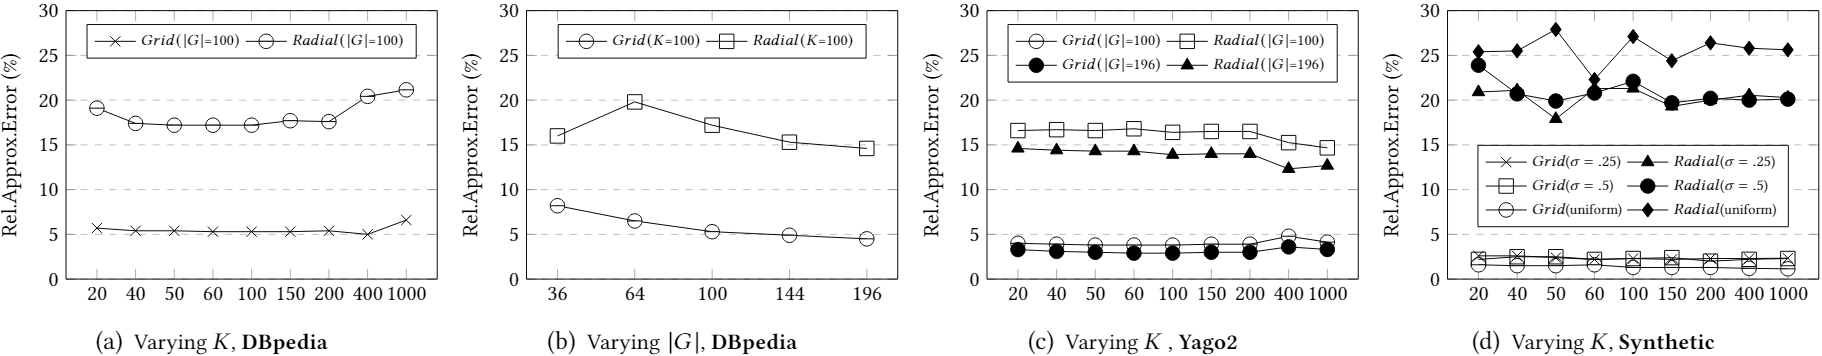 Rel.Approx.Error (%)
30
25
20
15
10
5
0
Grid(|G|=100) Radial(|G|=100)
20 40 50 60 100 150 200 400 1000
(a) Varying K, DBpedia
Rel.Approx.Error (%)
30
25
20
15
10
5
0
Grid(K=100) Radial(K=100)
36 64 100 144 196
(b) Varying |G|, DBpedia
Rel.Approx.Error (%)
30
25
20
15
10
5
0
Grid(|G|=100) Radial(|G|=100)
Grid(|G|=196) Radial(|G|=196)
20 40 50 60 100 150 200 400 1000
(c) Varying K , Yago2
Rel.Approx.Error (%)
30
25
20
15
10
5
0
Grid(σ = .25) Radial(σ = .25)
Grid(σ = .5) Radial(σ = .5)
Grid(uniform) Radial(uniform)
20 40 50 60 100 150 200 400 1000
(d) Varying K, Synthetic